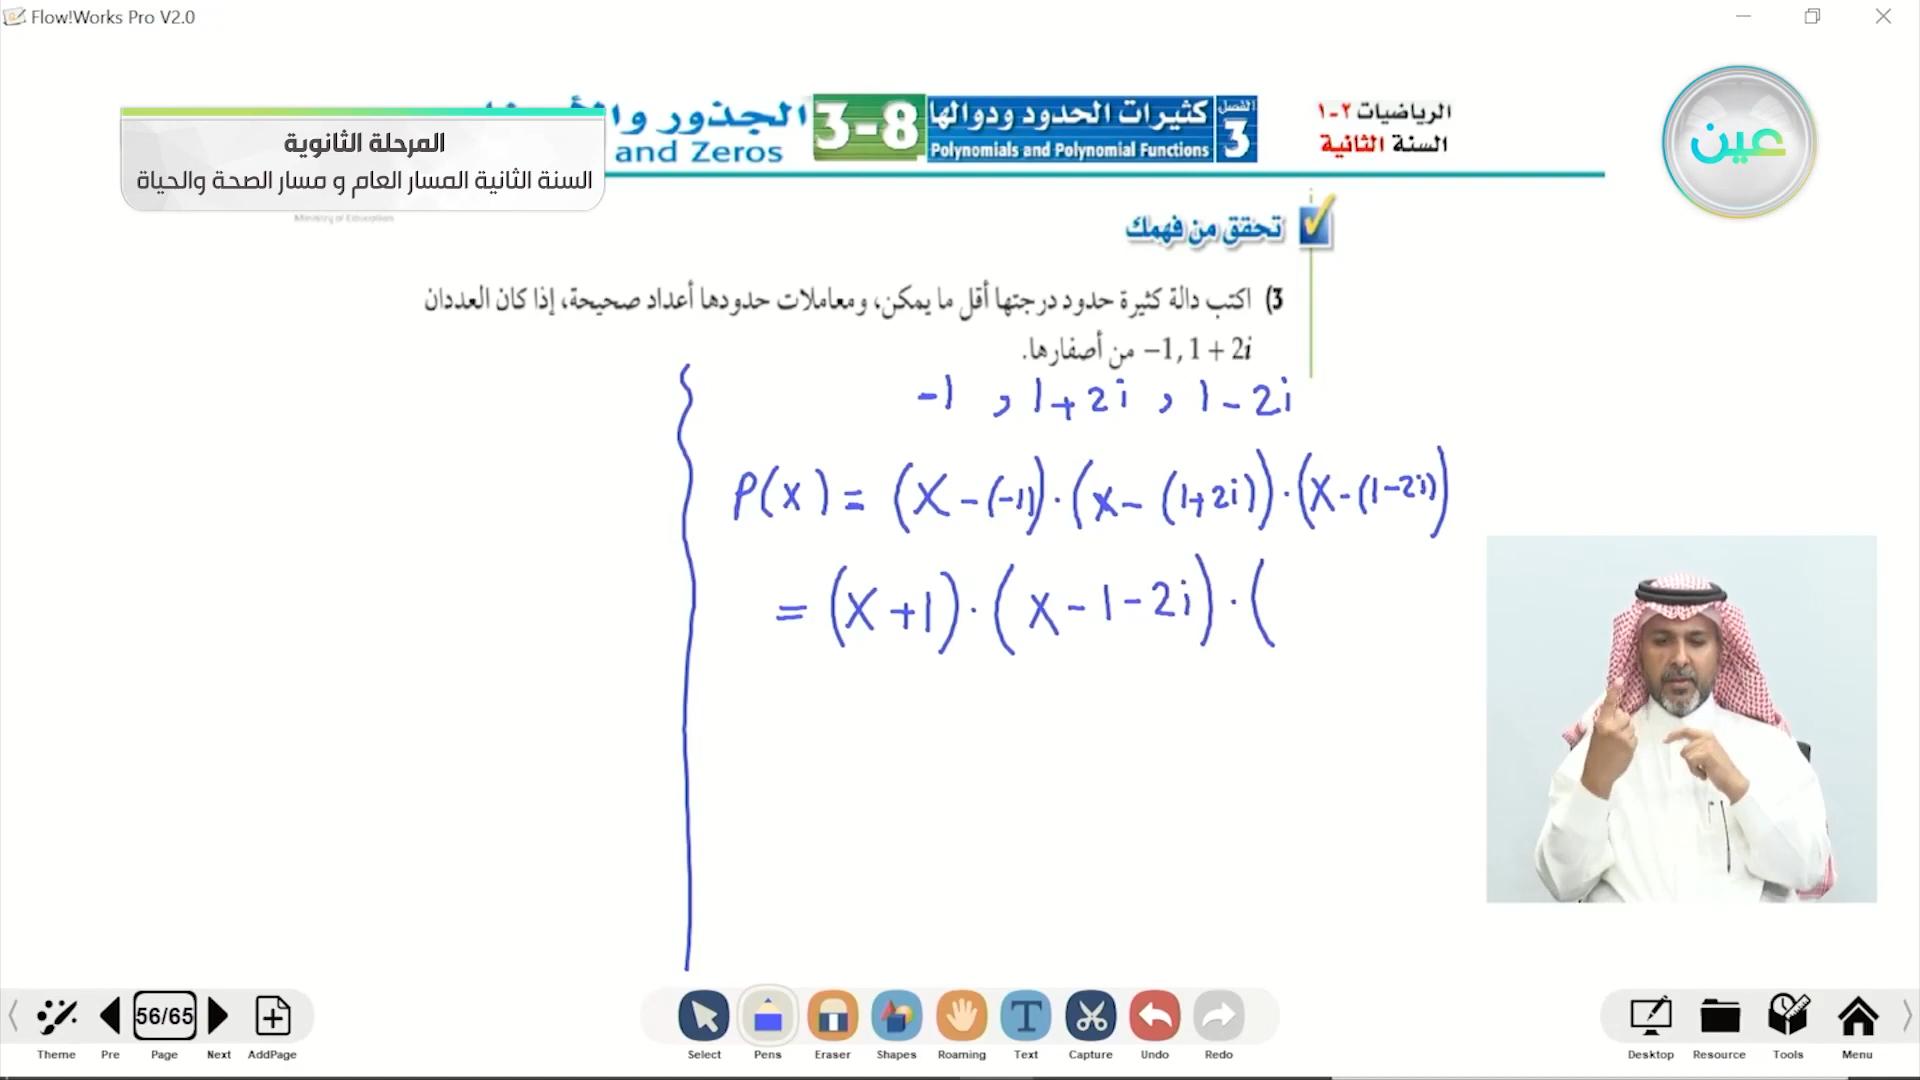 Flow!Works Pro V2.0
المرحلة الثانوية
السنة الثانية المسار العام و مسار الصحة والحياة
Ministry of Education
الرياضيات ٢-١
السنة الثانية
الفصل 3
كثيرات الحدود ودوالها
Polynomials and Polynomial Functions
3-8
الجذور
and Zeros
عين
تحقق من فهمك
3) اكتب دالة كثيرة حدود درجتها أقل ما يمكن، ومعاملات حدودها أعداد صحيحة، إذا كان العددان
−1, 1 + 2i من أصفارها.
-1 , 1+2i , 1-2i
P(x) = (x-(-1))·(x-(1+2i))·(x-(1-2i))
= (x+1)·(x-1-2i)·(
56/65
Theme Pre Page Next AddPage
Select Pens Eraser Shapes Roaming Text Capture Undo Redo
T
Desktop Resource Tools Menu